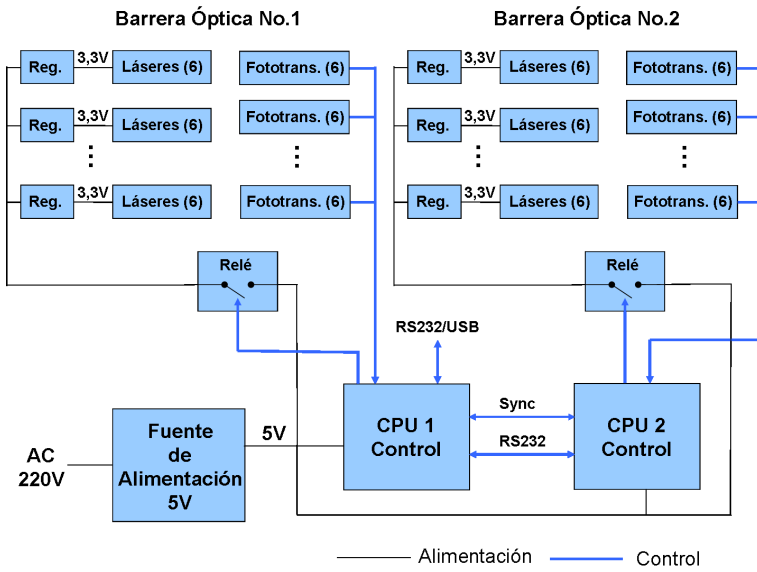 Barrera Óptica No.1
Barrera Óptica No.2
Reg.
3,3V
Láseres (6)
Fototrans. (6)
Reg.
3,3V
Láseres (6)
Fototrans. (6)
Reg.
3,3V
Láseres (6)
Fototrans. (6)
Reg.
3,3V
Láseres (6)
Fototrans. (6)
Reg.
3,3V
Láseres (6)
Fototrans. (6)
Reg.
3,3V
Láseres (6)
Fototrans. (6)
Relé
Relé
RS232/USB
CPU 1
Control
Sync
RS232
CPU 2
Control
AC
220V
Fuente
de
Alimentación
5V
5V
Alimentación
Control